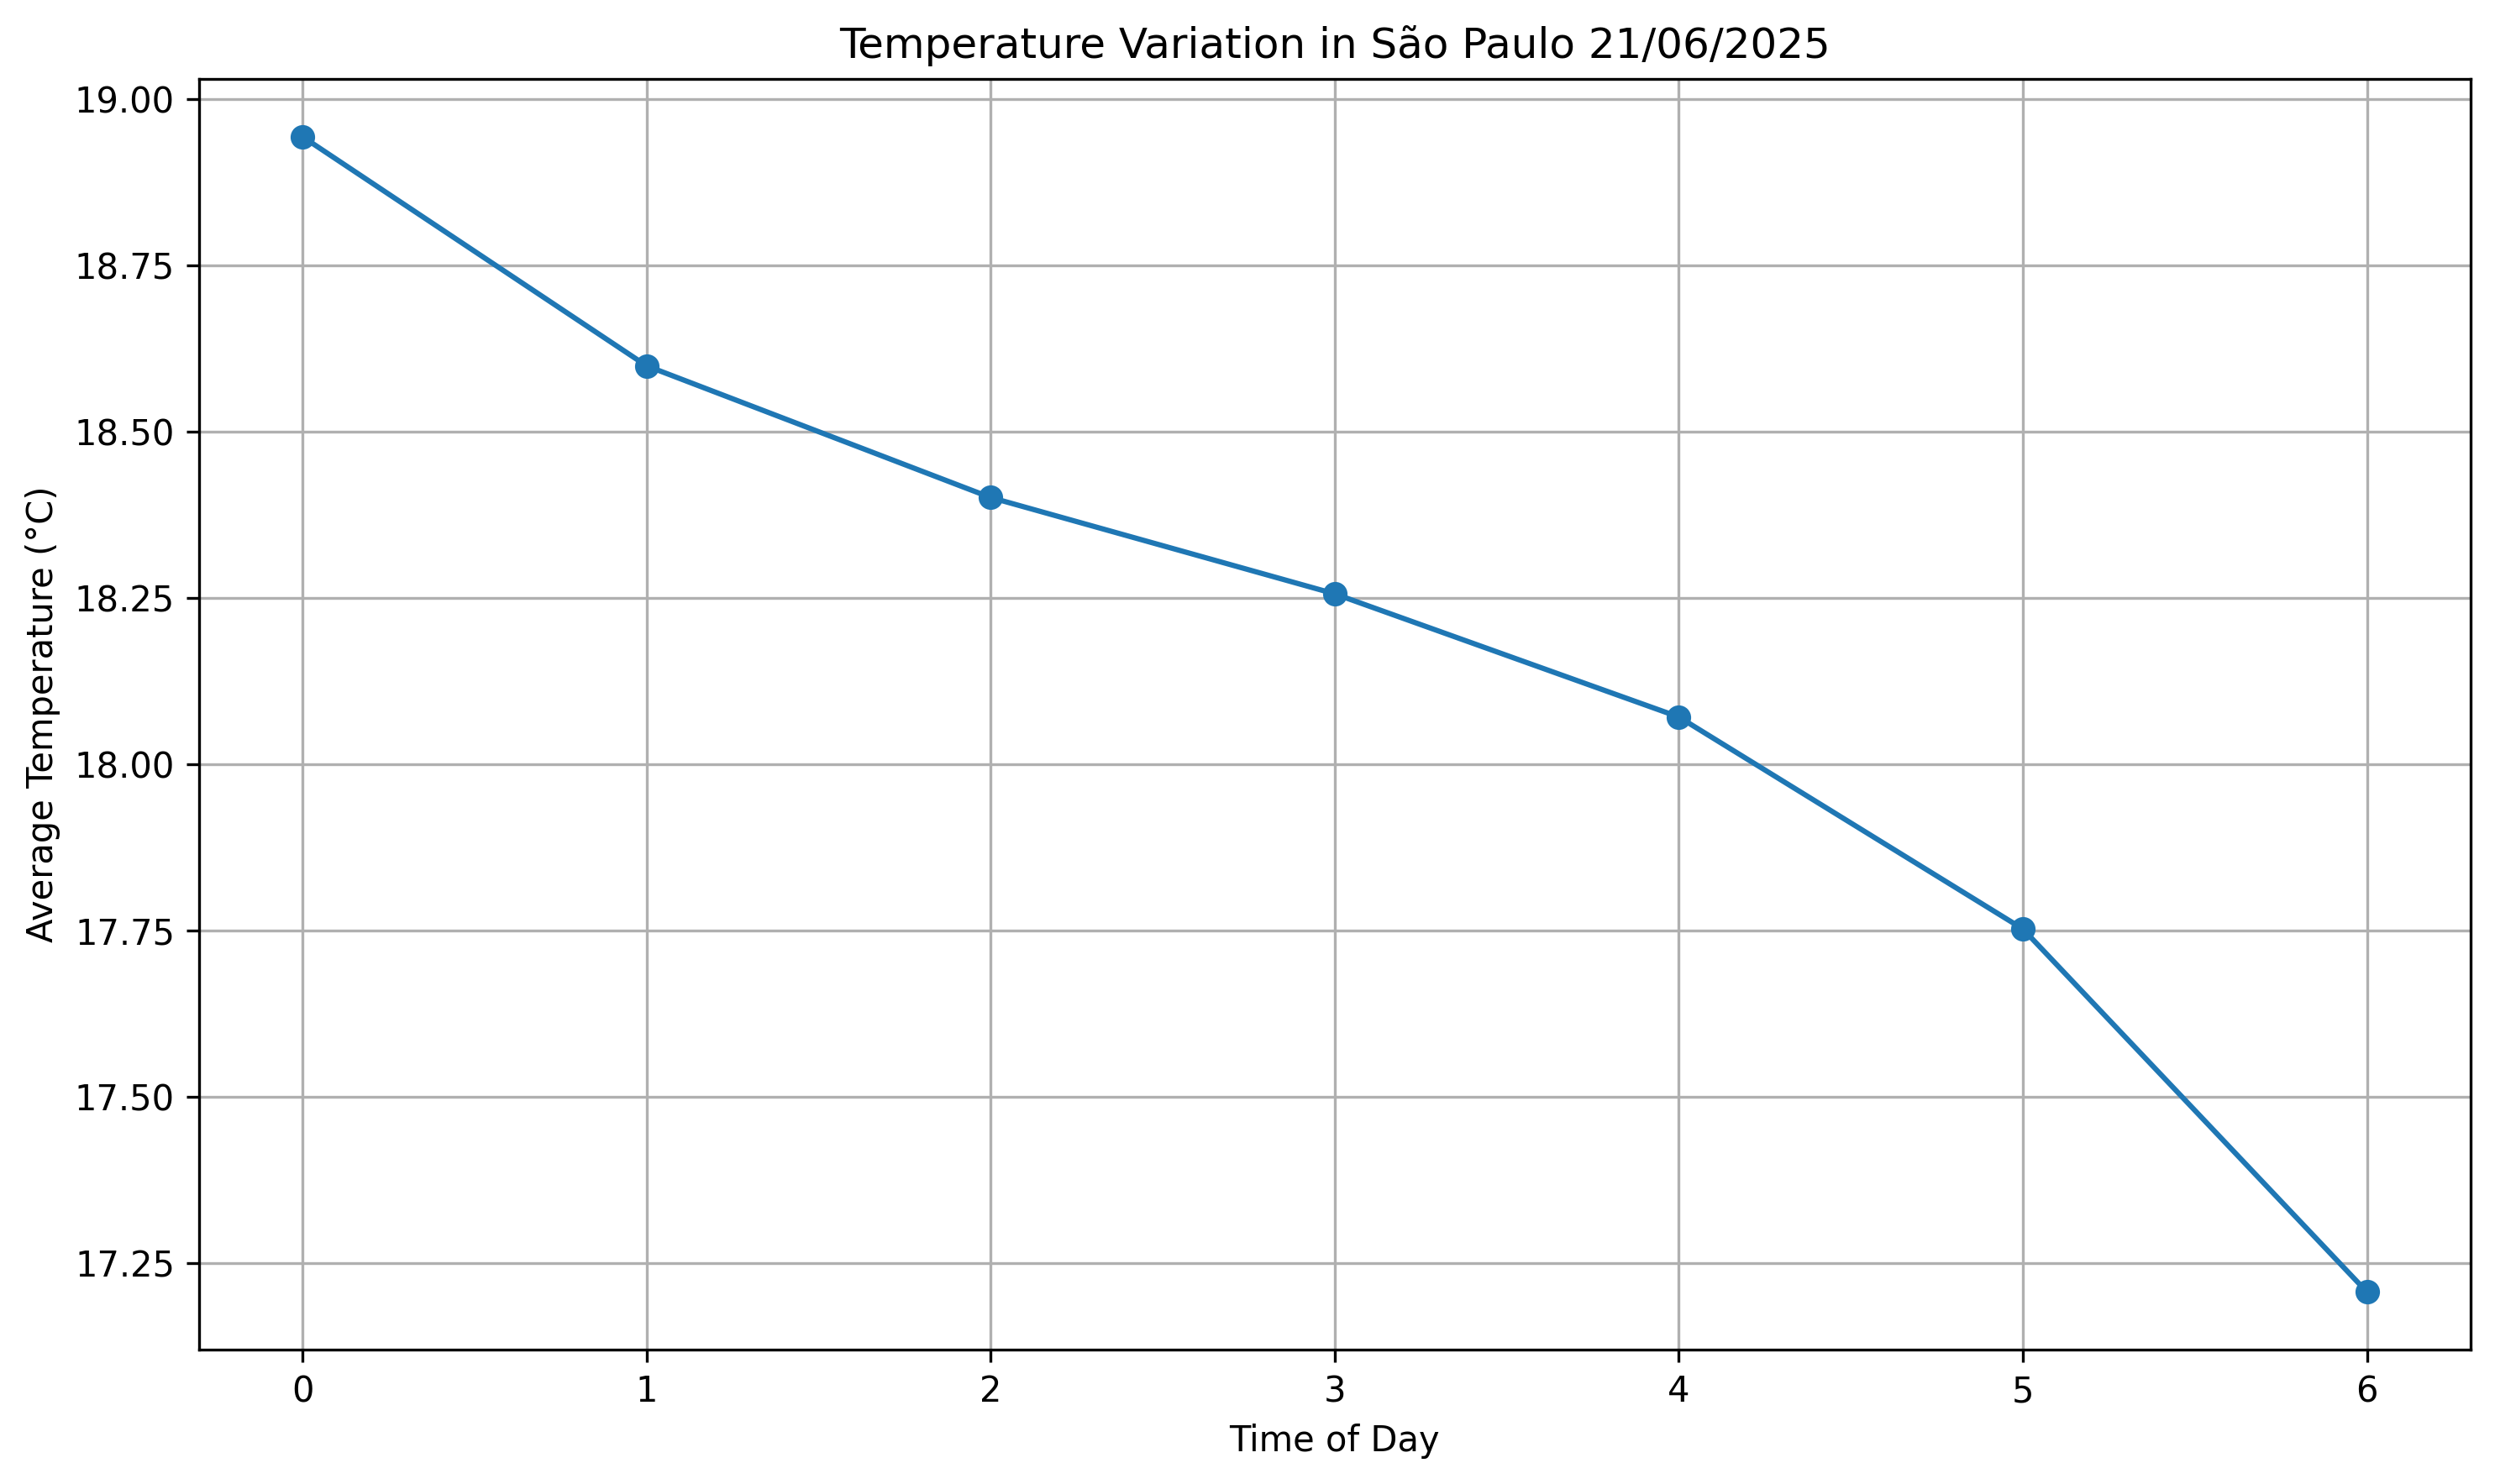 Temperature Variation in São Paulo 21/06/2025
19.00
18.75
18.50
18.25
18.00
17.75
17.50
17.25
Average Temperature (°C)
0 1 2 3 4 5 6
Time of Day